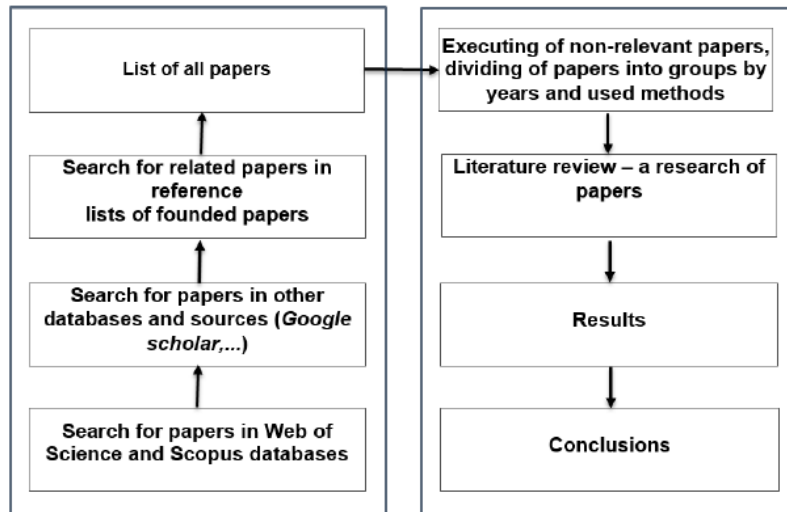 List of all papers
Search for related papers in
reference
lists of founded papers
Search for papers in other
databases and sources (Google
scholar,...)
Search for papers in Web of
Science and Scopus databases
Executing of non-relevant papers,
dividing of papers into groups by
years and used methods
Literature review – a research of
papers
Results
Conclusions